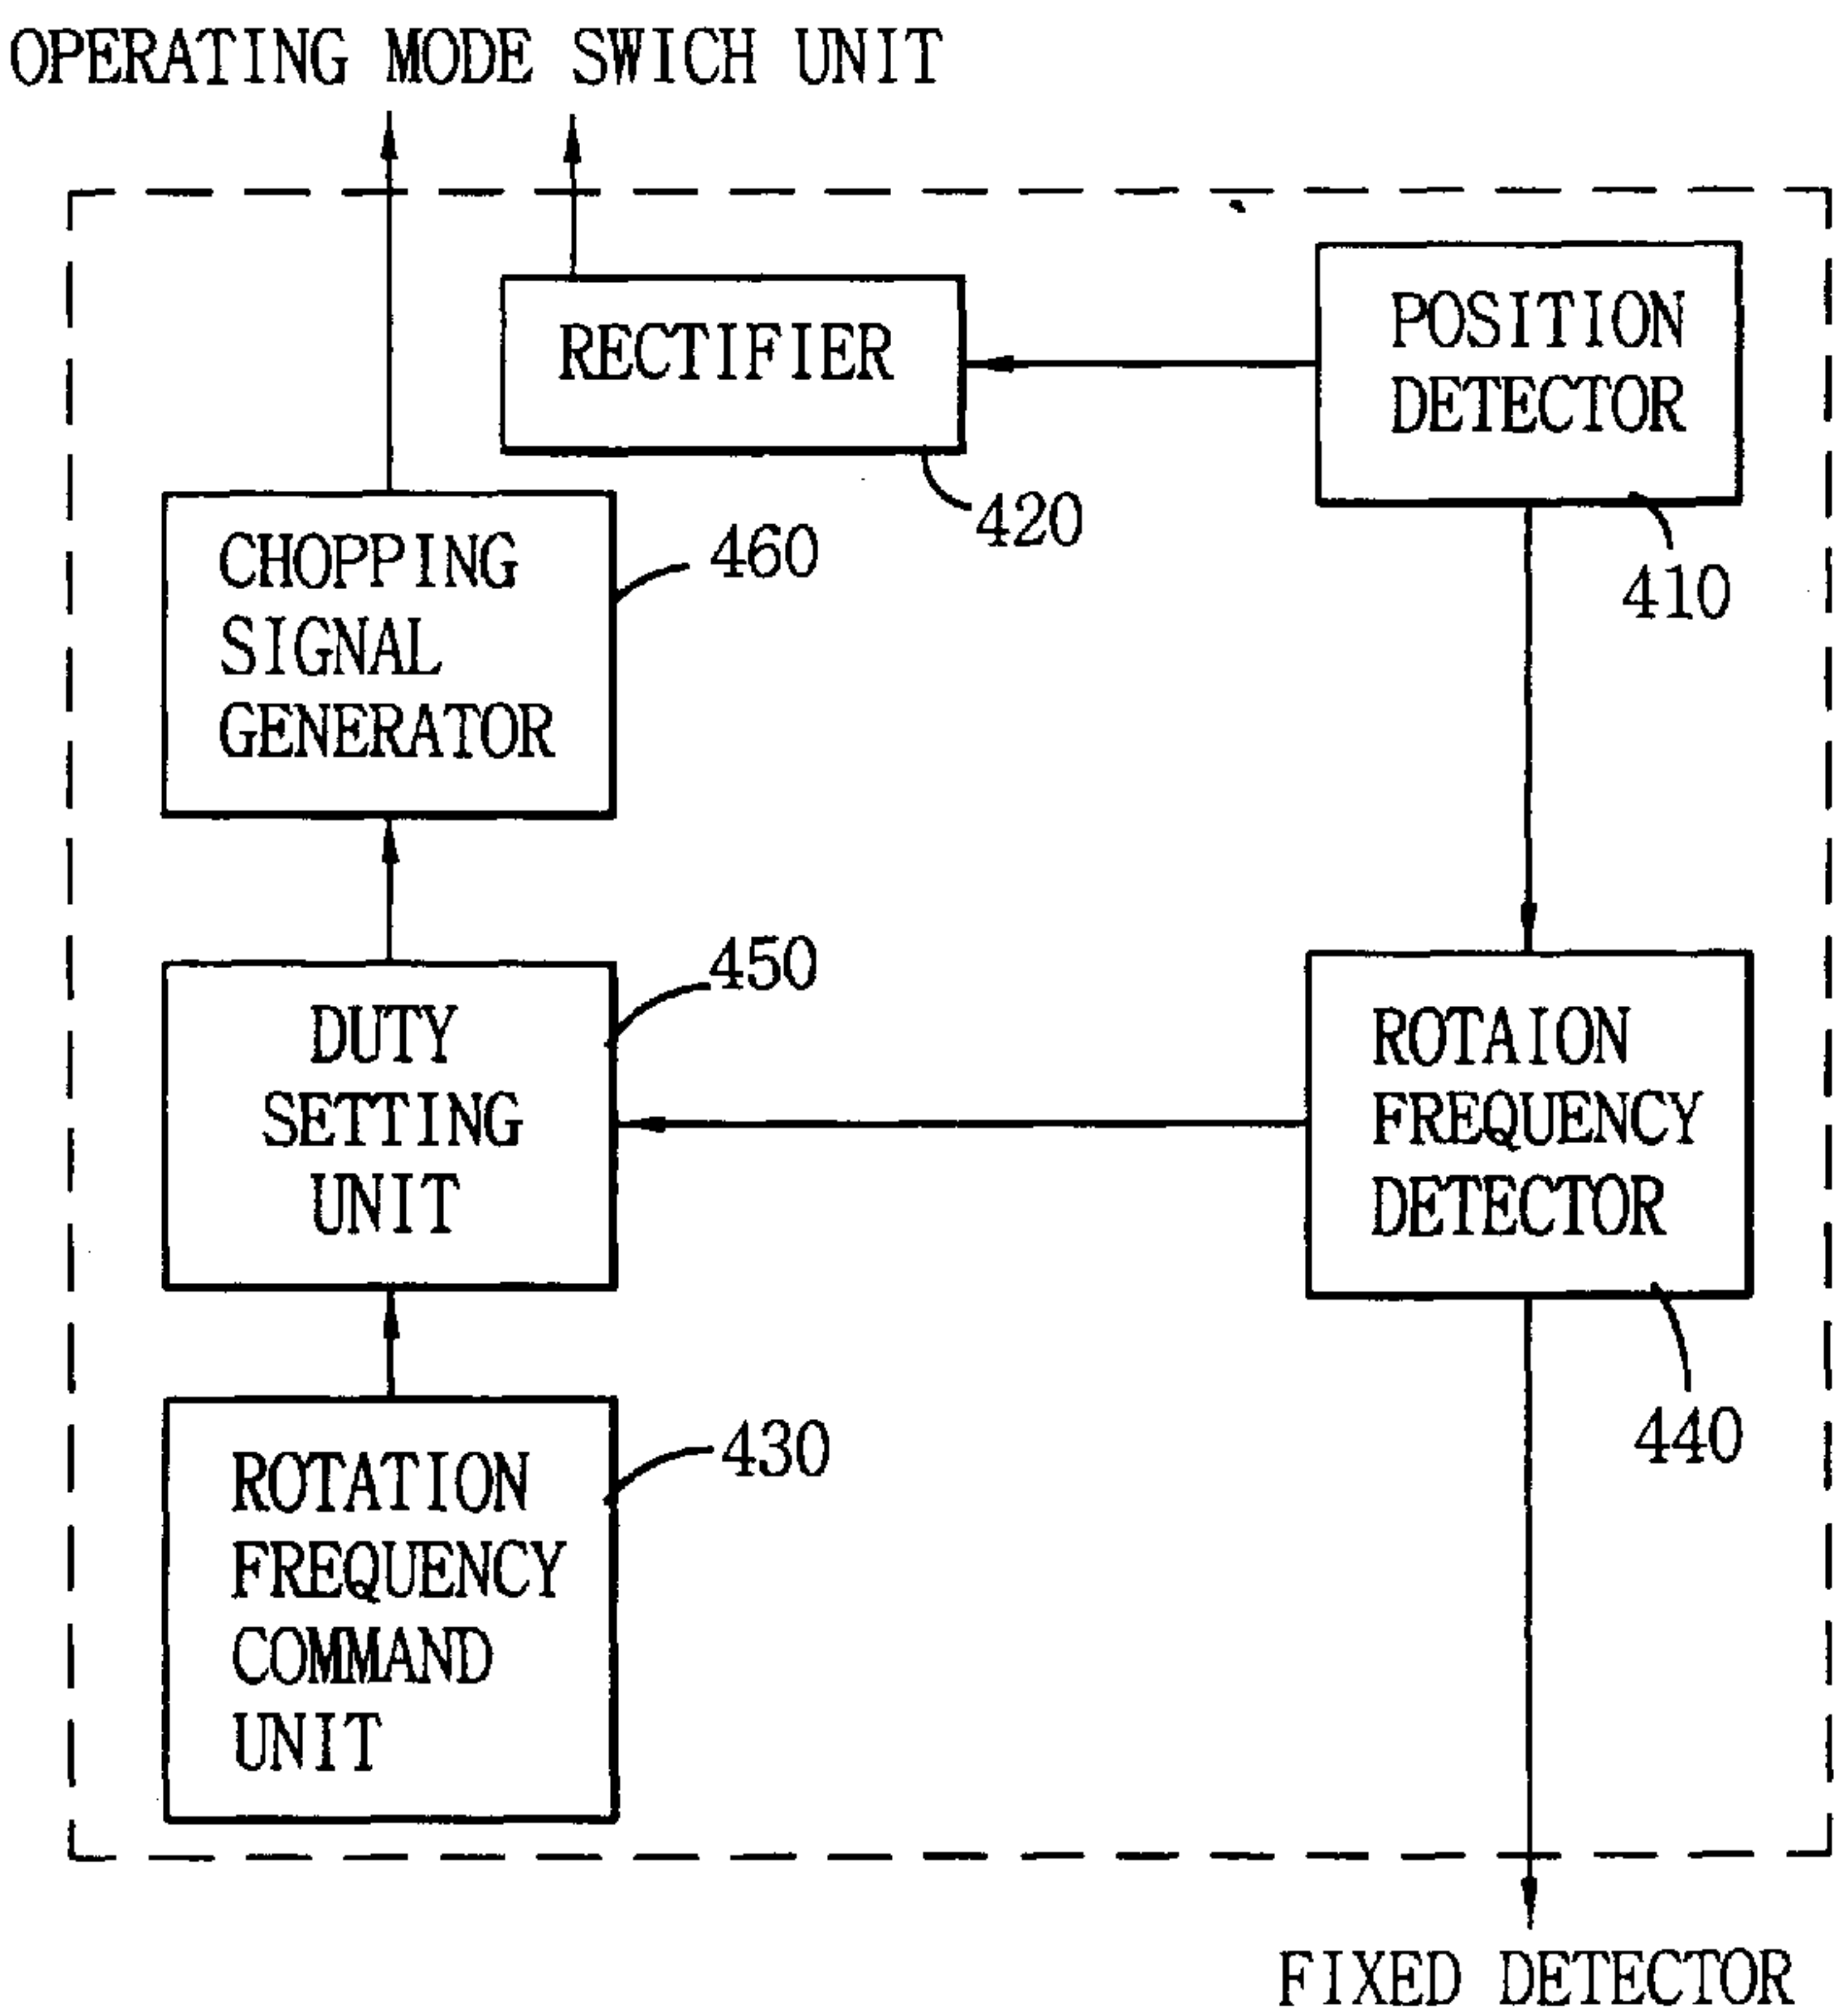 OPERATING MODE SWICH UNIT
RECTIFIER
420
POSITION
DETECTOR
410
CHOPPING
SIGNAL
GENERATOR
460
DUTY
SETTING
UNIT
450
ROTAION
FREQUENCY
DETECTOR
440
ROTATION
FREQUENCY
COMMAND
UNIT
430
FIXED DETECTOR